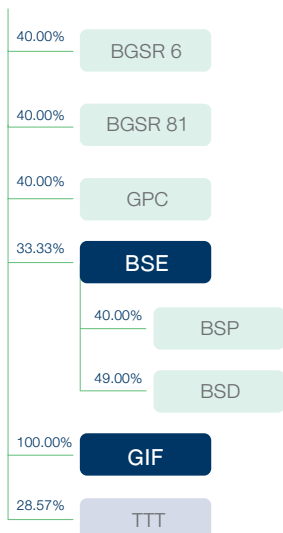 40.00%
BGSR 6
40.00%
BGSR 81
40.00%
GPC
33.33%
BSE
40.00%
BSP
49.00%
BSD
100.00%
GIF
28.57%
TTT